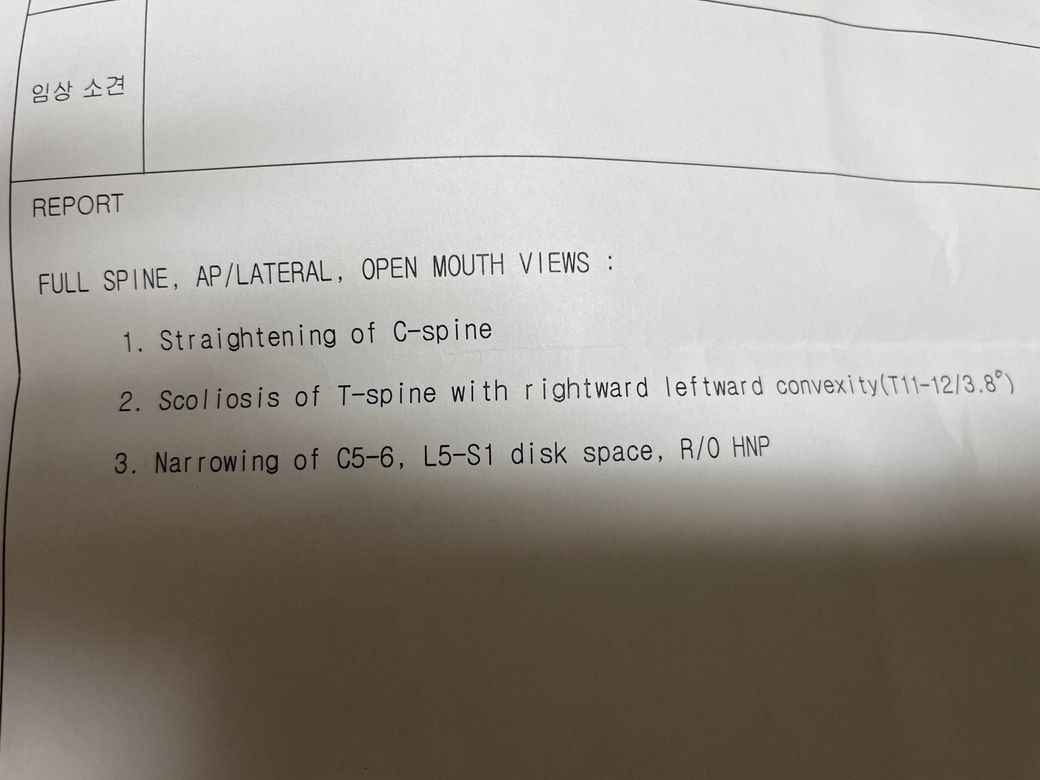 임상 소견
REPORT
FULL SPINE, AP/LATERAL, OPEN MOUTH VIEWS :
1. Straightening of C-spine
2. Scoliosis of T-spine with rightward leftward convexity(T11-12/3.8°)
3. Narrowing of C5-6, L5-S1 disk space, R/O HNP